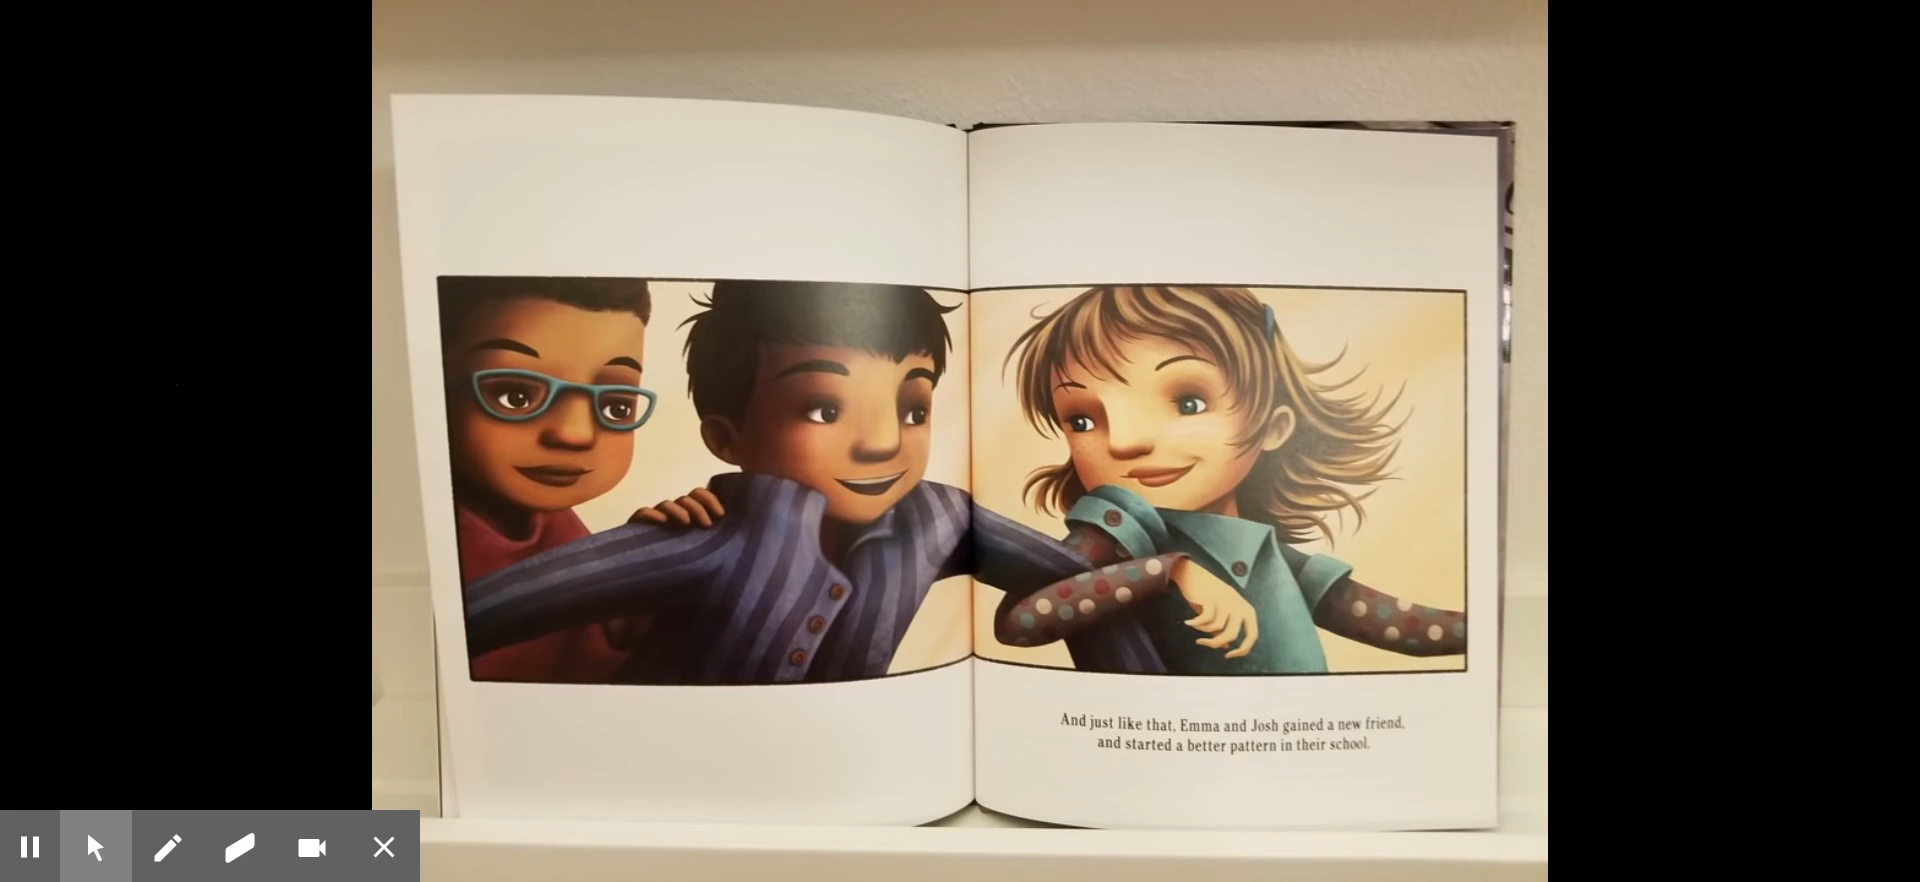 And just like that, Emma and Josh gained a new friend,
and started a better pattern in their school.